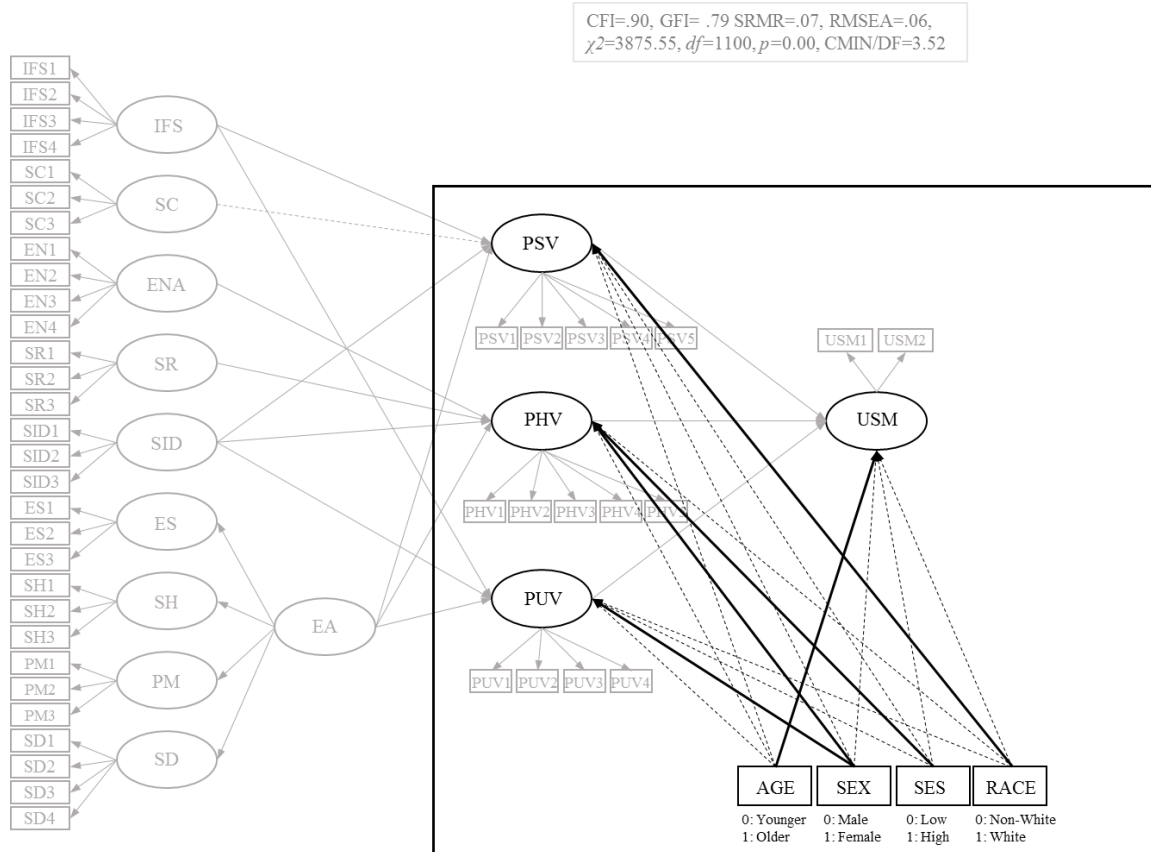 CFI=.90, GFI= .79 SRMR=.07, RMSEA=.06,
χ2=3875.55, df=1100, p=0.00, CMIN/DF=3.52
IFS1
IFS2
IFS3
IFS4
SC1
SC2
SC3
EN1
EN2
EN3
EN4
SR1
SR2
SR3
SID1
SID2
SID3
ES1
ES2
ES3
SH1
SH2
SH3
PM1
PM2
PM3
SD1
SD2
SD3
SD4
IFS
SC
ENA
SR
SID
ES
SH
PM
SD
EA
PSV
PSV1 PSV2 PSV3 PSV4 PSV5
PHV
PHV1 PHV2 PHV3 PHV4 PHV5
PUV
PUV1 PUV2 PUV3 PUV4
USM1 USM2
USM
AGE SEX SES RACE
0: Younger 0: Male 0: Low 0: Non-White
1: Older 1: Female 1: High 1: White